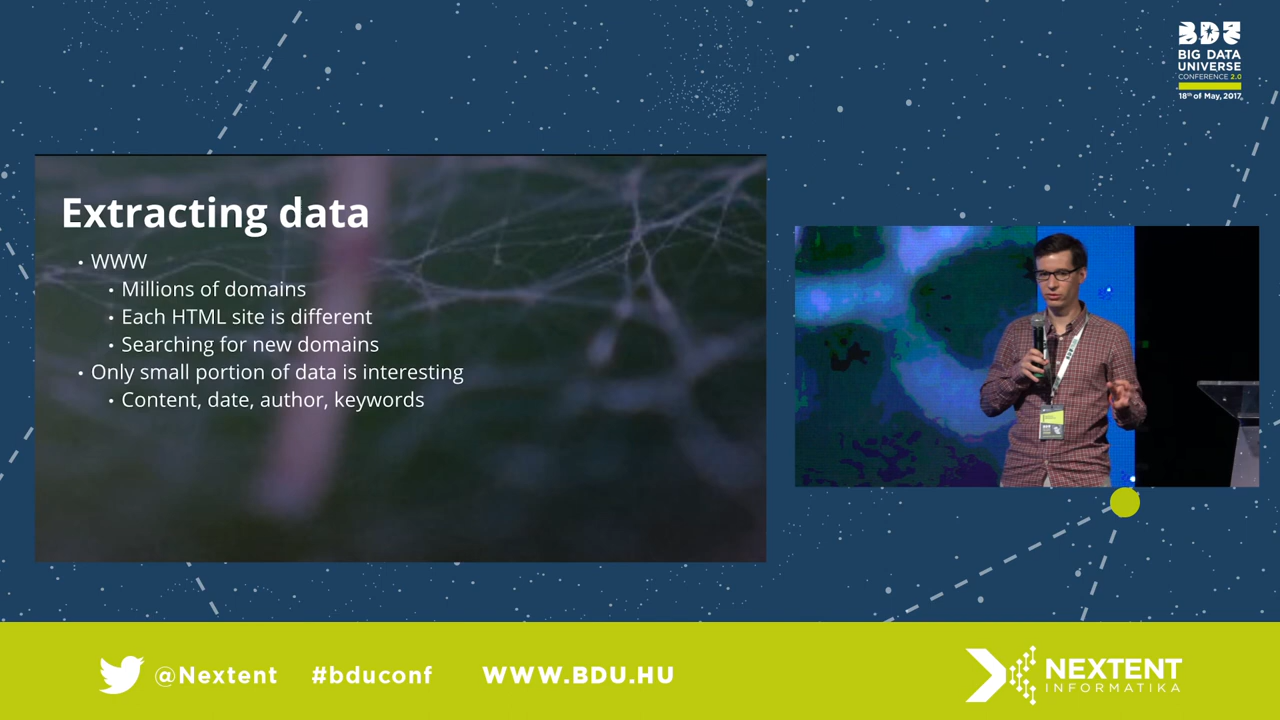 BDU
BIG DATA
UNIVERSE
CONFERENCE 2.0
18th of May, 2017
Extracting data
• WWW
• Millions of domains
• Each HTML site is different
• Searching for new domains
• Only small portion of data is interesting
• Content, date, author, keywords
@Nextent #bduconf WWW.BDU.HU
NEXTENT
INFORMATIKA